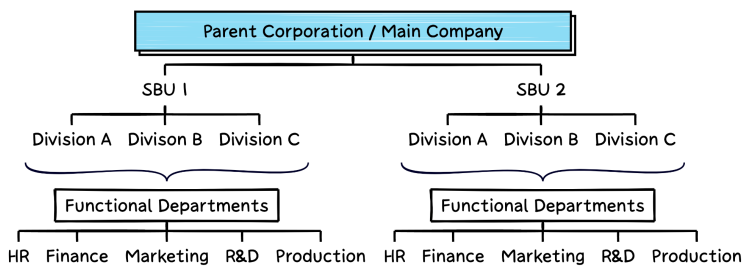 Parent Corporation / Main Company
SBU 1 SBU 2
Division A Divison B Division C Division A Divison B Division C
Functional Departments Functional Departments
HR Finance Marketing R&D Production HR Finance Marketing R&D Production